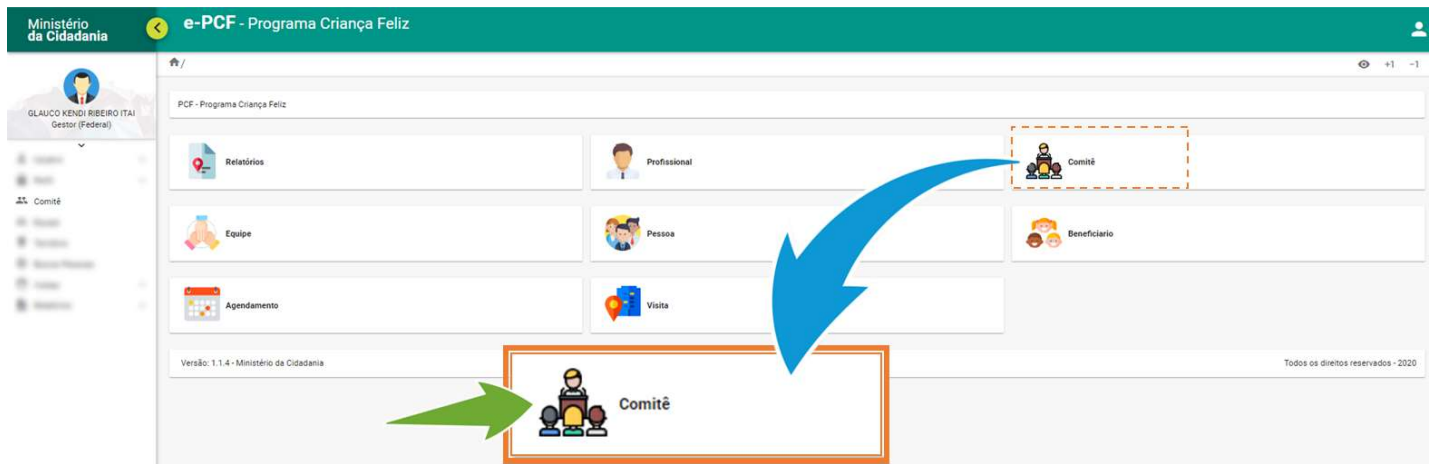 Ministério
da Cidadania
e-PCF - Programa Criança Feliz
/
+1 -1
GLAUCO KENDI RIBEIRO ITAI
Gestor (Federal)
Comitê
PCF - Programa Criança Feliz
Relatórios
Profissional
Comitê
Equipe
Pessoa
Beneficiario
Agendamento
Visita
Versão: 1.1.4 - Ministério da Cidadania
Todos os direitos reservados - 2020
Comitê